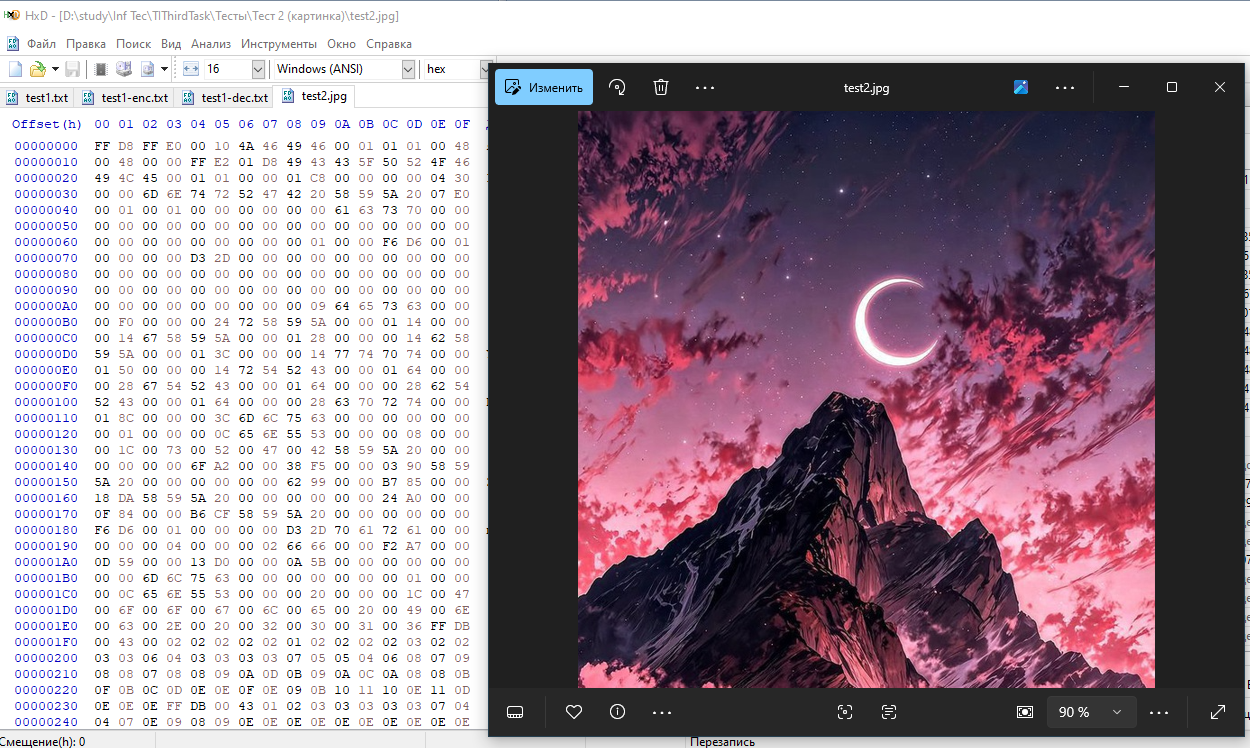 HxD - [D:\study\Inf Tec\TIThirdTask\Тесты\Тест 2 (картинка)\test2.jpg]
Файл Правка Поиск Вид Анализ Инструменты Окно Справка
16 Windows (ANSI) hex
test1.txt test1-enc.txt test1-dec.txt test2.jpg
Offset(h) 00 01 02 03 04 05 06 07 08 09 0A 0B 0C 0D 0E 0F
00000000 FF D8 FF E0 00 10 4A 46 49 46 00 01 01 01 00 48
00000010 00 48 00 00 FF E2 01 D8 49 43 43 5F 50 52 4F 46
00000020 49 4C 45 00 01 01 00 00 01 C8 00 00 00 00 04 30
00000030 00 00 6D 6E 74 72 52 47 42 20 58 59 5A 20 07 E0
00000040 00 01 00 01 00 00 00 00 00 00 61 63 73 70 00 00
00000050 00 00 00 00 00 00 00 00 00 00 00 00 00 00 00 00
00000060 00 00 00 00 00 00 00 00 00 01 00 00 F6 D6 00 01
00000070 00 00 00 00 D3 2D 00 00 00 00 00 00 00 00 00 00
00000080 00 00 00 00 00 00 00 00 00 00 00 00 00 00 00 00
00000090 00 00 00 00 00 00 00 00 00 00 00 00 00 00 00 00
000000A0 00 00 00 00 00 00 00 00 00 09 64 65 73 63 00 00
000000B0 00 F0 00 00 00 24 72 58 59 5A 00 00 01 14 00 00
000000C0 00 14 67 58 59 5A 00 00 01 28 00 00 00 14 62 58
000000D0 59 5A 00 00 01 3C 00 00 00 14 77 74 70 74 00 00
000000E0 01 50 00 00 00 14 72 54 52 43 00 00 01 64 00 00
000000F0 00 28 67 54 52 43 00 00 01 64 00 00 00 28 62 54
00000100 52 43 00 00 01 64 00 00 00 28 63 70 72 74 00 00
00000110 01 8C 00 00 00 3C 6D 6C 75 63 00 00 00 00 00 00
00000120 00 01 00 00 00 0C 65 6E 55 53 00 00 00 08 00 00
00000130 00 1C 00 73 00 52 00 47 00 42 58 59 5A 20 00 00
00000140 00 00 00 00 6F A2 00 00 38 F5 00 00 03 90 58 59
00000150 5A 20 00 00 00 00 00 00 62 99 00 00 B7 85 00 00
00000160 18 DA 58 59 5A 20 00 00 00 00 00 00 24 A0 00 00
00000170 0F 84 00 00 B6 CF 58 59 5A 20 00 00 00 00 00 00
00000180 F6 D6 00 01 00 00 00 00 D3 2D 70 61 72 61 00 00
00000190 00 00 00 04 00 00 00 02 66 66 00 00 F2 A7 00 00
000001A0 0D 59 00 00 13 D0 00 00 0A 5B 00 00 00 00 00 00
000001B0 00 00 6D 6C 75 63 00 00 00 00 00 00 00 01 00 00
000001C0 00 0C 65 6E 55 53 00 00 00 20 00 00 00 1C 00 47
000001D0 00 6F 00 6F 00 67 00 6C 00 65 00 20 00 49 00 6E
000001E0 00 63 00 2E 00 20 00 32 00 30 00 31 00 36 FF DB
000001F0 00 43 00 02 02 02 02 02 01 02 02 02 02 03 02 02
00000200 03 03 06 04 03 03 03 03 07 05 05 04 06 08 07 09
00000210 08 08 07 08 08 09 0A 0D 0B 09 0A 0C 0A 08 08 0B
00000220 0F 0B 0C 0D 0E 0E 0F 0E 09 0B 10 11 10 0E 11 0D
00000230 0E 0E 0E FF DB 00 43 01 02 03 03 03 03 03 07 04
00000240 04 07 0E 09 08 09 0E 0E 0E 0E 0E 0E 0E 0E 0E 0E
Смещение(h): 0 Перезапись
Изменить test2.jpg
90 %